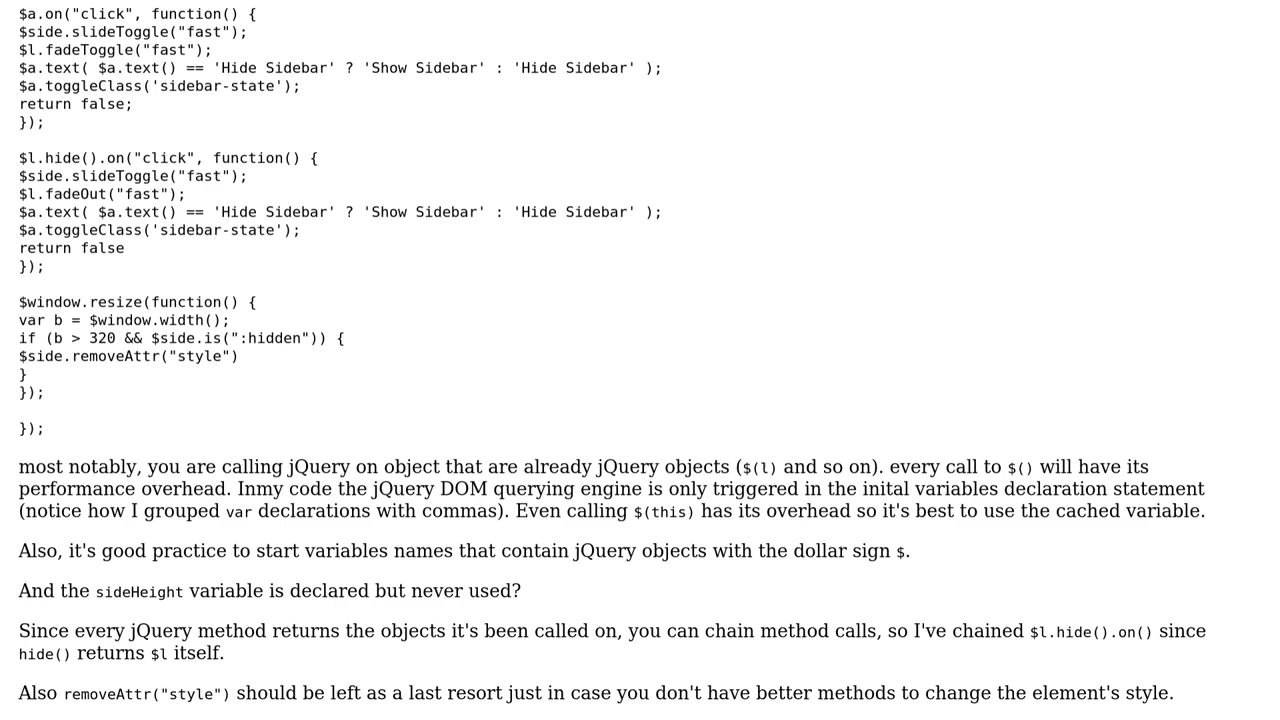 $a.on("click", function() {
$side.slideToggle("fast");
$l.fadeToggle("fast");
$a.text( $a.text() == 'Hide Sidebar' ? 'Show Sidebar' : 'Hide Sidebar' );
$a.toggleClass('sidebar-state');
return false;
});

$l.hide().on("click", function() {
$side.slideToggle("fast");
$l.fadeOut("fast");
$a.text( $a.text() == 'Hide Sidebar' ? 'Show Sidebar' : 'Hide Sidebar' );
$a.toggleClass('sidebar-state');
return false
});

$window.resize(function() {
var b = $window.width();
if (b > 320 && $side.is(":hidden")) {
$side.removeAttr("style")
}
});

});

most notably, you are calling jQuery on object that are already jQuery objects ($(l) and so on). every call to $() will have its
performance overhead. Inmy code the jQuery DOM querying engine is only triggered in the inital variables declaration statement
(notice how I grouped var declarations with commas). Even calling $(this) has its overhead so it's best to use the cached variable.

Also, it's good practice to start variables names that contain jQuery objects with the dollar sign $.

And the sideHeight variable is declared but never used?

Since every jQuery method returns the objects it's been called on, you can chain method calls, so I've chained $l.hide().on() since
hide() returns $l itself.

Also removeAttr("style") should be left as a last resort just in case you don't have better methods to change the element's style.